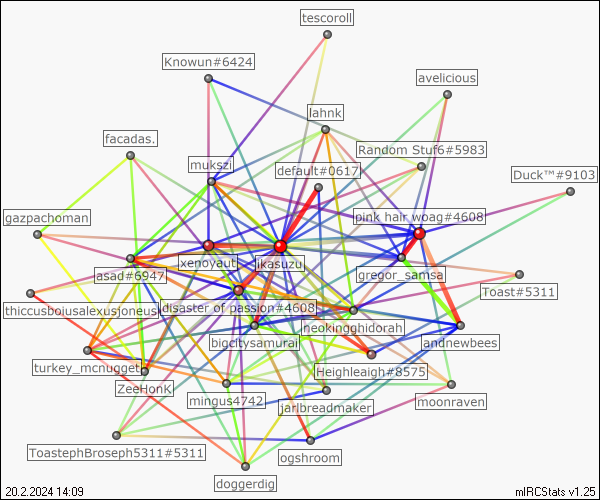 tescoroll
Knowun#6424
avelicious
lahnk
facadas.
Random Stuf6#5983
mukszi
default#0617
Duck™#9103
gazpachoman
pink hair woag#4608
xenoyaut
ikasuzu
asad#6947
gregor_samsa
Toast#5311
thiccusboiusalexusjoneus
disaster of passion#4608
neokingghidorah
bigcitysamurai
andnewbees
turkey_mcnugget
Heighleaigh#8575
ZeeHonK
mingus4742
jarlbreadmaker
moonraven
ToastephBroseph5311#5311
ogshroom
doggerdig
20.2.2024 14:09
mIRCStats v1.25